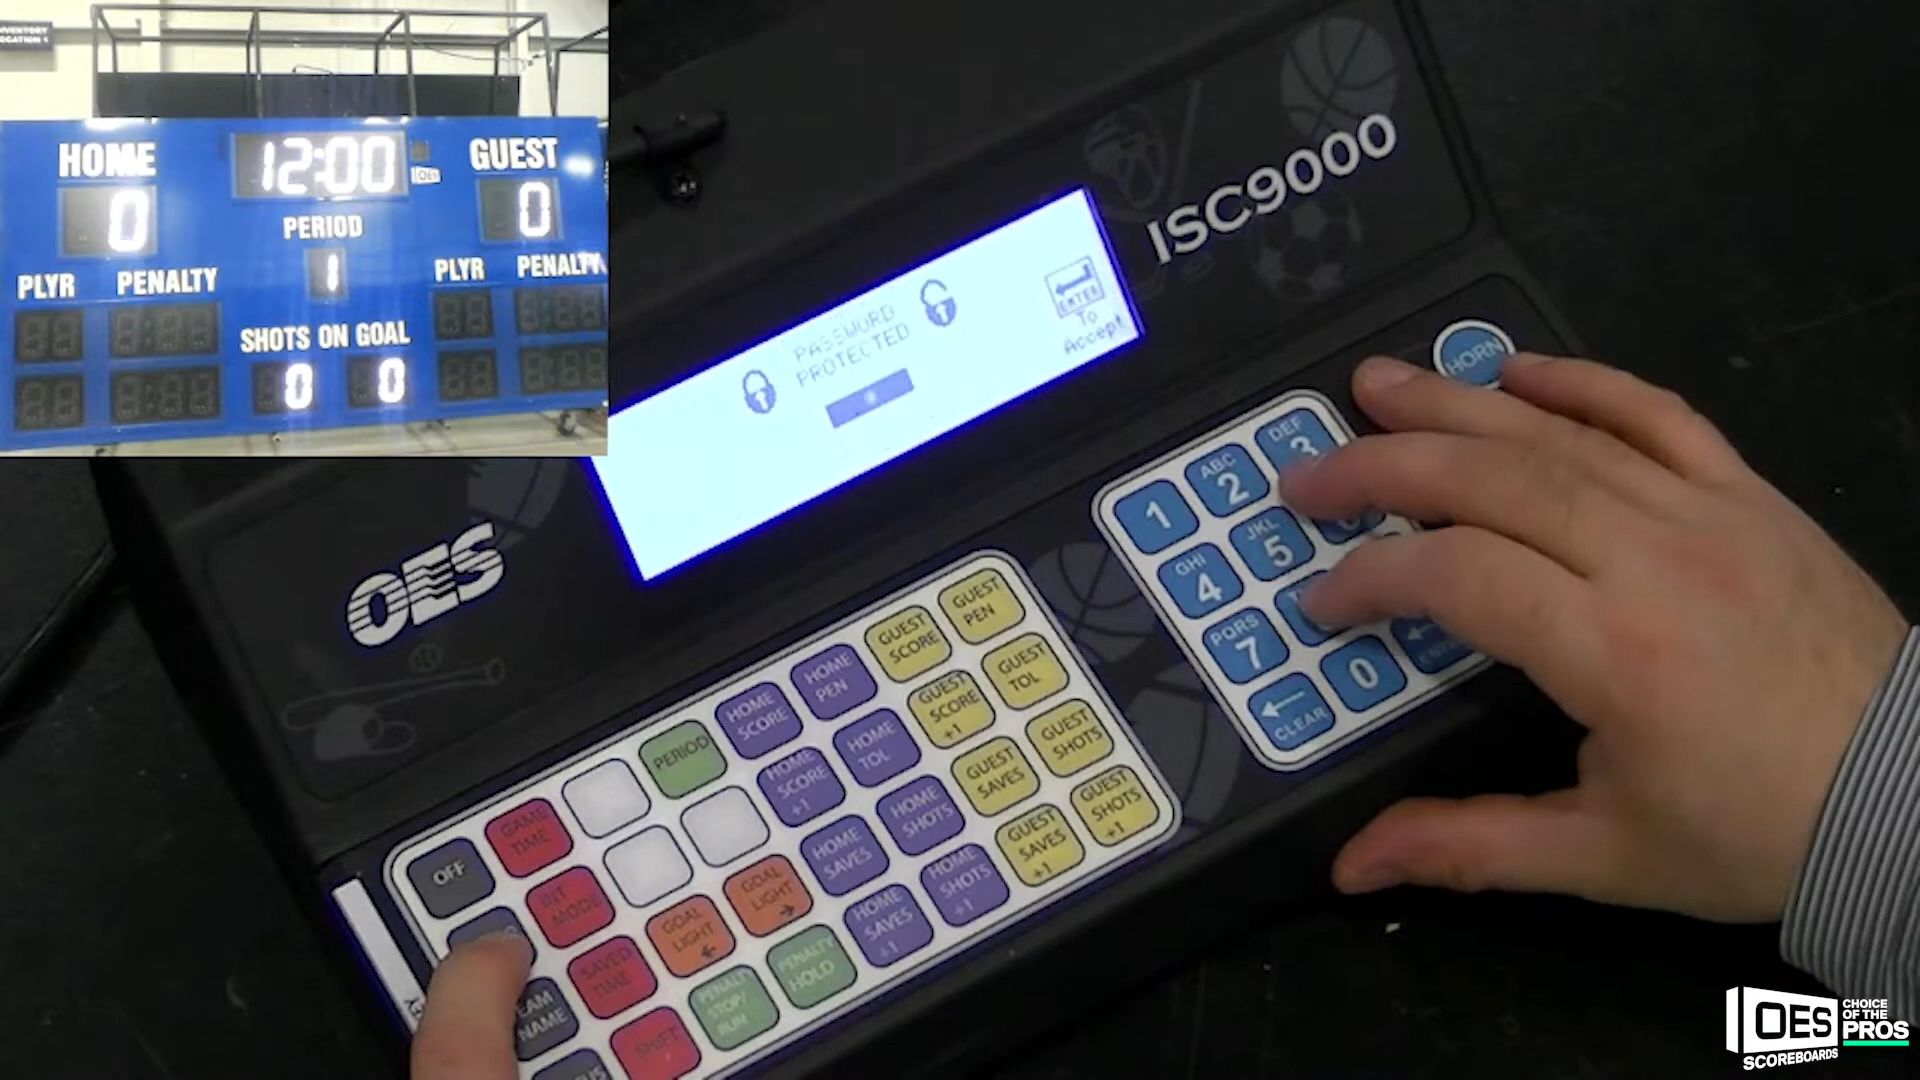 HOME
12:00
GUEST
0
0
PERIOD
1
PLYR
PENALTY
PLYR
PENALTY
SHOTS ON GOAL
0
0
OES
ISC9000
PASSWORD
PROTECTED
ENTER
To
Accept
OES
HORN
1
ABC
2
DEF
3
GHI
4
JKL
5
PQRS
7
CLEAR
0
OFF
GAME
TIME
PERIOD
HOME
SCORE
HOME
PEN
GUEST
SCORE
GUEST
PEN
INT
MODE
HOME
SCORE
+1
HOME
TOL
GUEST
SCORE
+1
GUEST
TOL
NAME
SAVED
TIME
GOAL
LIGHT
←
GOAL
LIGHT
→
HOME
SAVES
HOME
SHOTS
GUEST
SAVES
GUEST
SHOTS
SHIFT
PENALTY
STOP/
RUN
PENALTY
HOLD
HOME
SAVES
+1
HOME
SHOTS
+1
GUEST
SAVES
+1
GUEST
SHOTS
+1
OES
SCOREBOARDS
CHOICE
OF THE
PROS